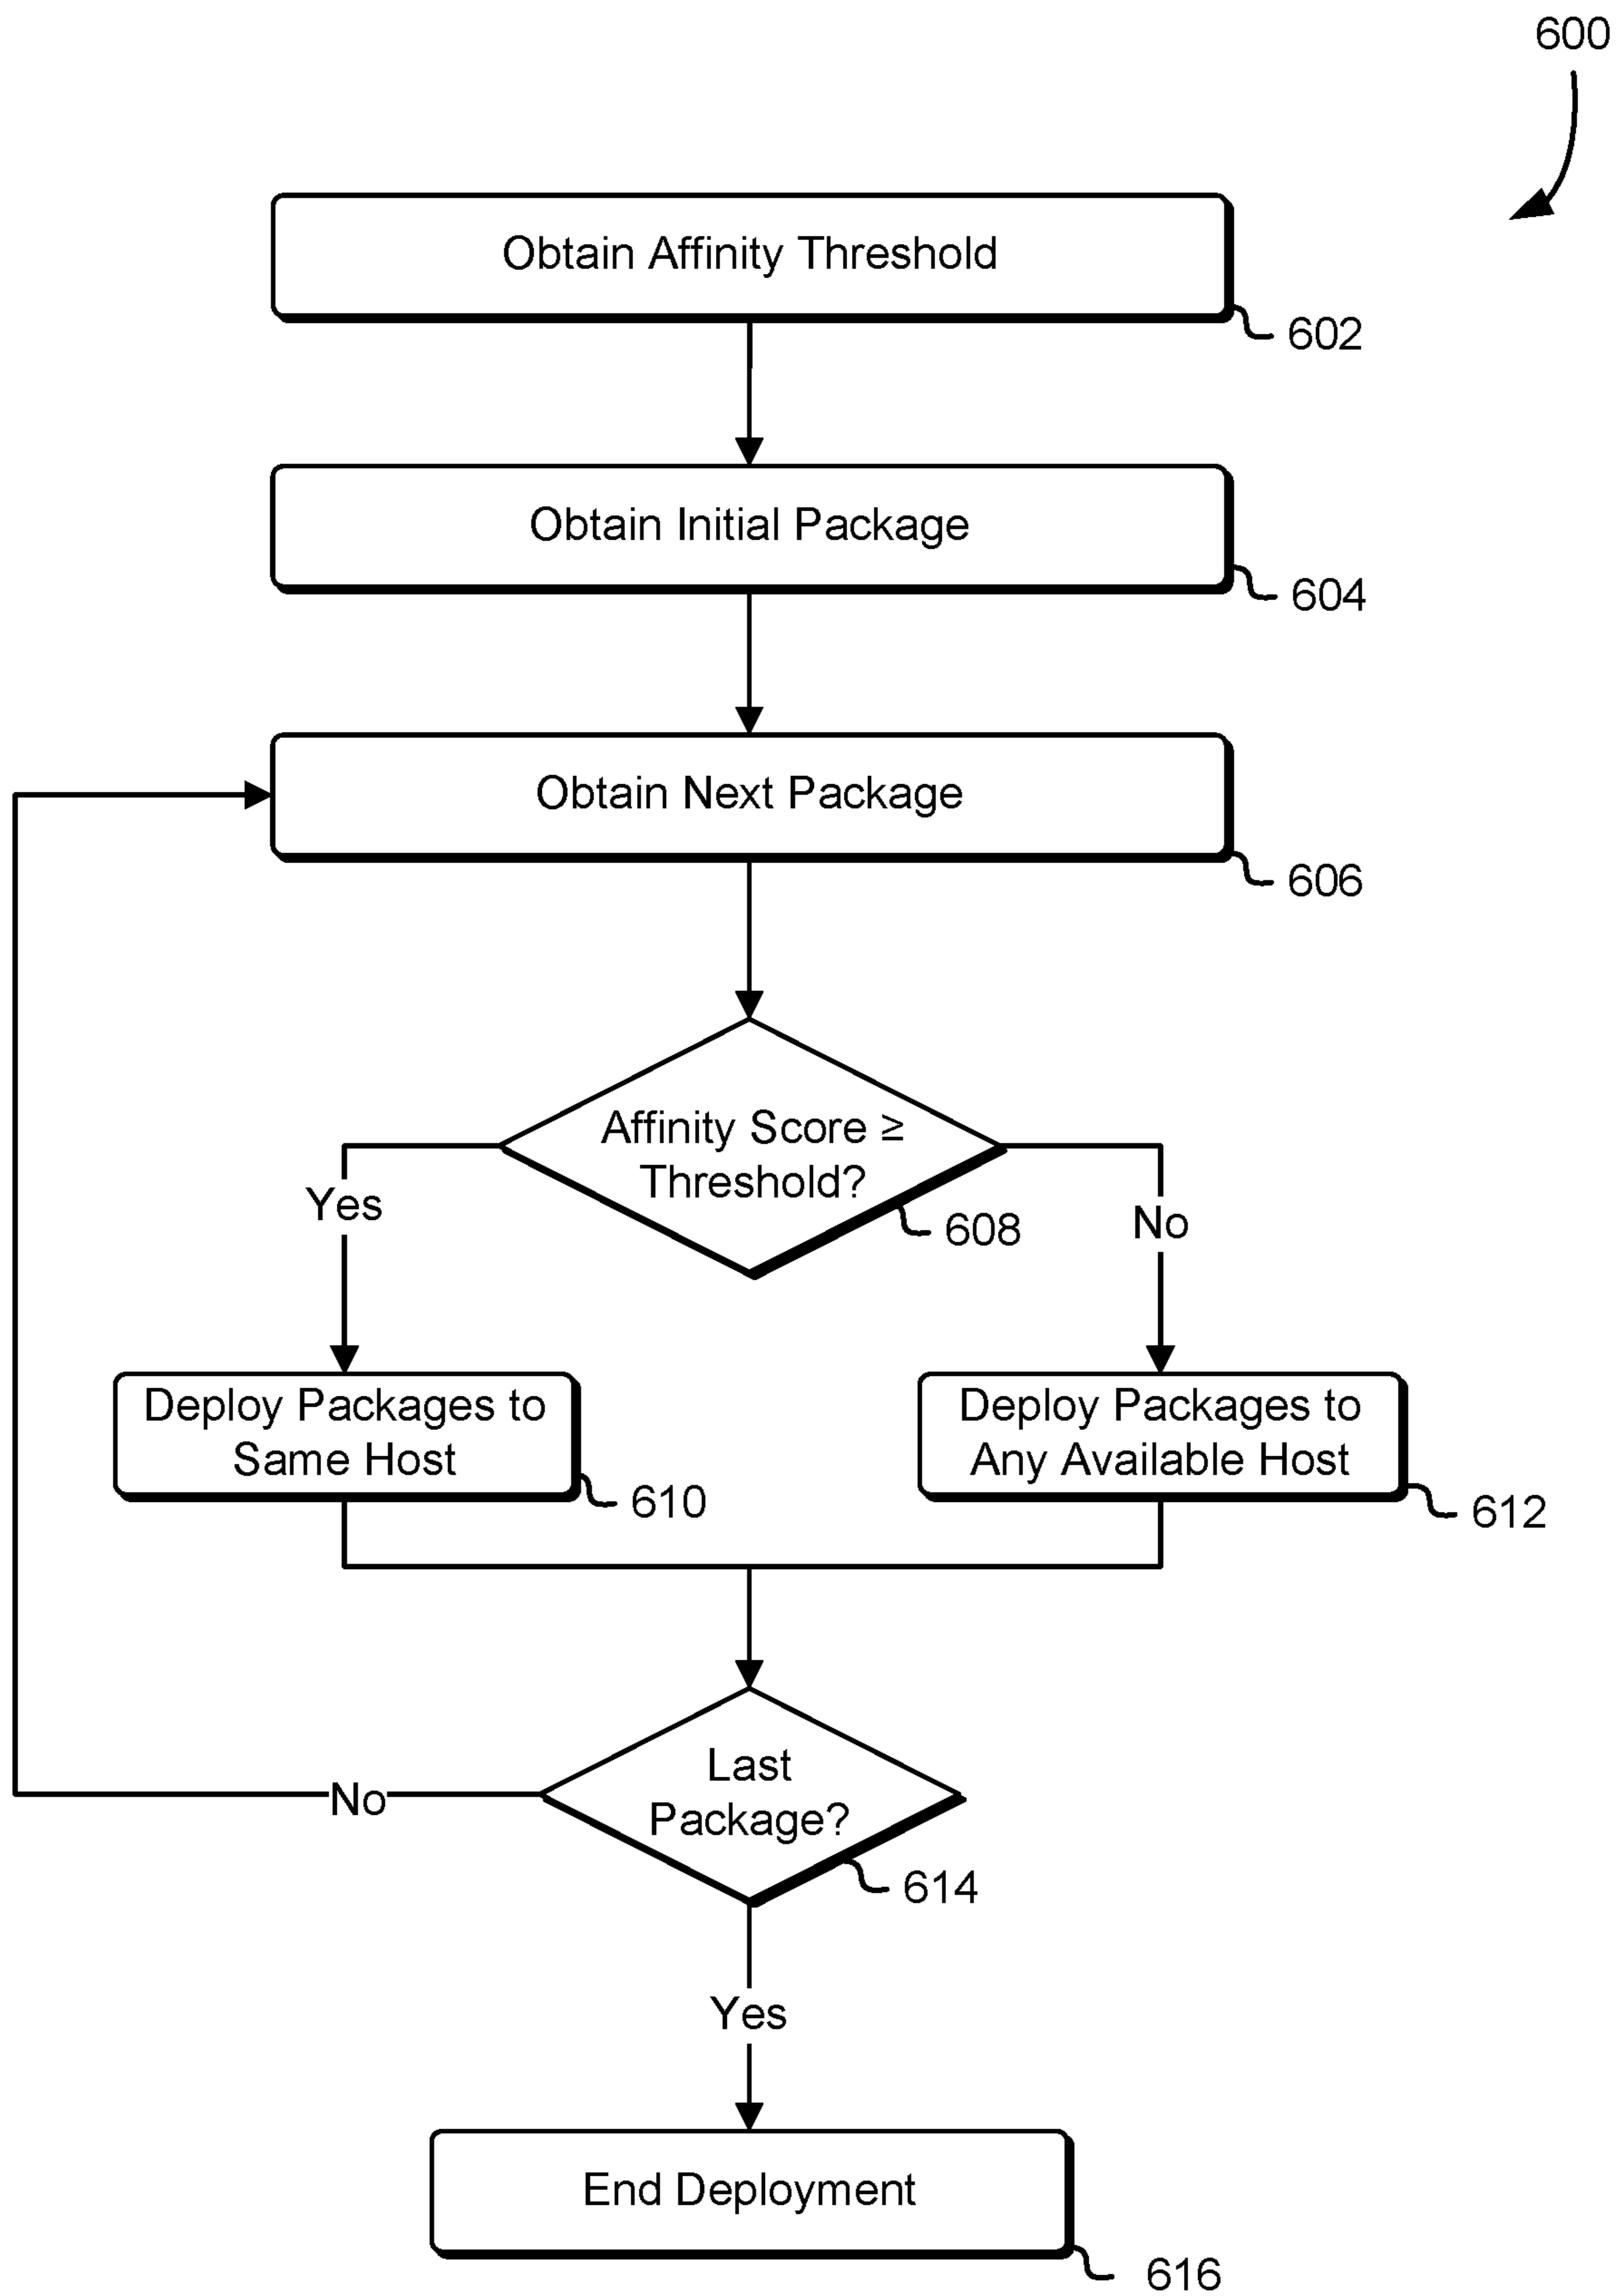 600
Obtain Affinity Threshold
602
Obtain Initial Package
604
Obtain Next Package
606
Affinity Score ≥
Threshold?
608
Yes
No
Deploy Packages to
Same Host
610
Deploy Packages to
Any Available Host
612
Last
Package?
614
No
Yes
End Deployment
616